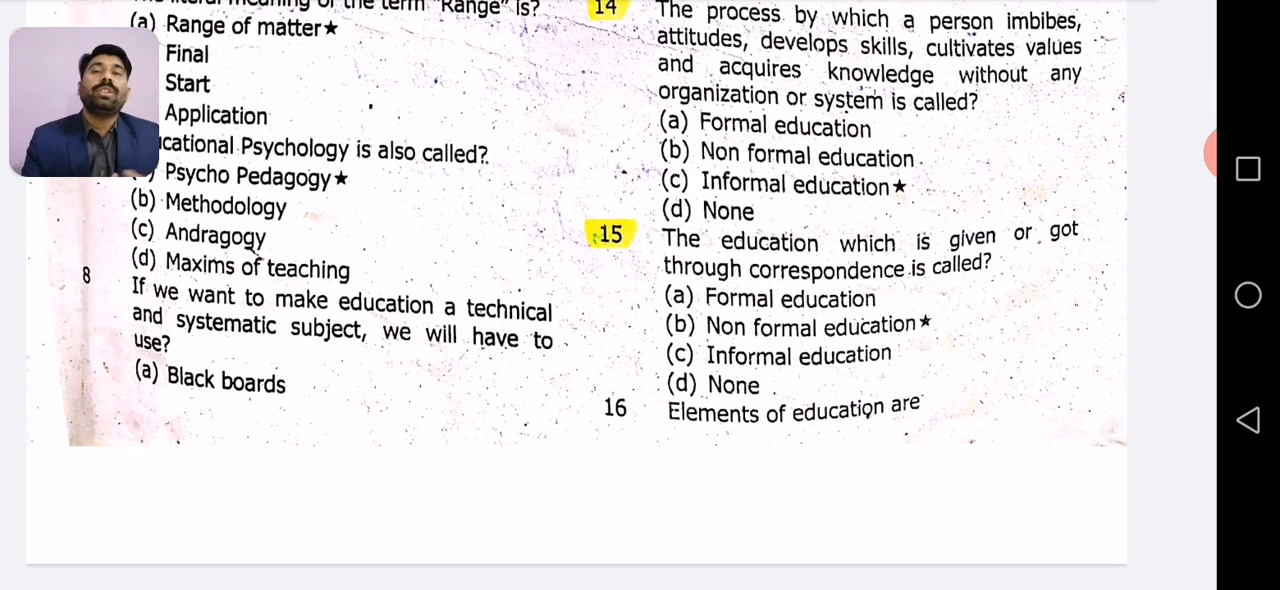 meaning of the term "Range" is?
(a) Range of matter★
Final
Start
Application
cational Psychology is also called?
Psycho Pedagogy★
(b) Methodology
(c) Andragogy
(d) Maxims of teaching
8 If we want to make education a technical
and systematic subject, we will have to
use?
(a) Black boards
14 The process by which a person imbibes,
attitudes, develops skills, cultivates values
and acquires knowledge without any
organization or system is called?
(a) Formal education
(b) Non formal education
(c) Informal education★
(d) None
15 The education which is given or got
through correspondence is called?
(a) Formal education
(b) Non formal education★
(c) Informal education
(d) None
16 Elements of education are